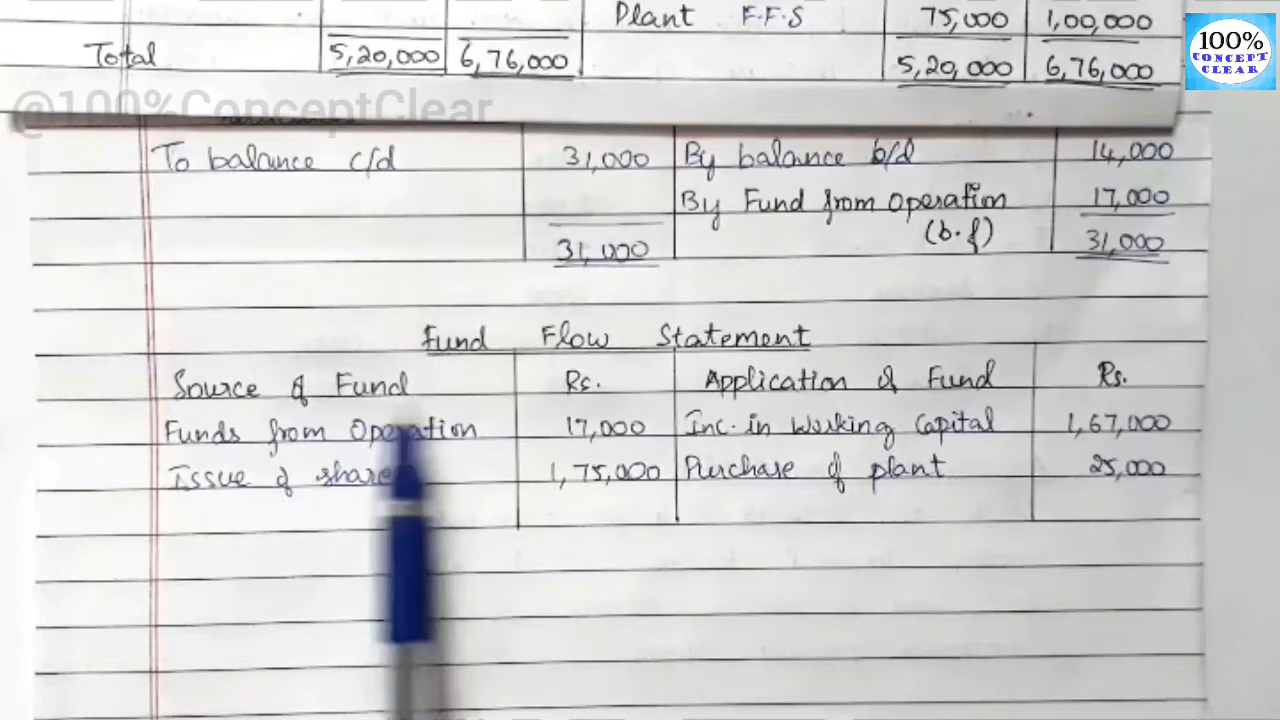 Plant F.F.S 75,000 1,00,000
Total 5,20,000 6,76,000 5,20,000 6,76,000
100% CONCEPT CLEAR
@100%ConceptClear
To balance c/d 31,000 By balance b/d 14,000
By Fund from Operation 17,000
(b.f)
31,000 31,000
Fund Flow Statement
Source of Fund Rs. Application of Fund Rs.
Funds from Operation 17,000 Inc. in Working Capital 1,67,000
Issue of share 1,75,000 Purchase of plant 25,000